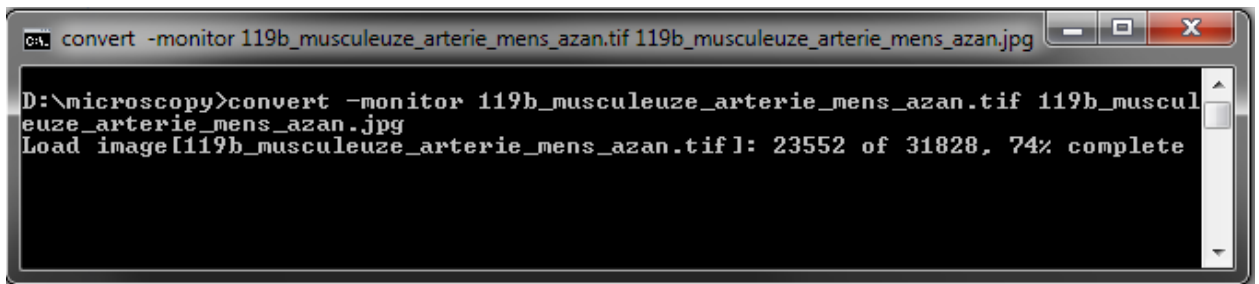 convert -monitor 119b_musculeuze_arterie_mens_azan.tif 119b_musculeuze_arterie_mens_azan.jpg
D:\microscopy>convert -monitor 119b_musculeuze_arterie_mens_azan.tif 119b_muscul
euze_arterie_mens_azan.jpg
Load image[119b_musculeuze_arterie_mens_azan.tif]: 23552 of 31828, 74% complete